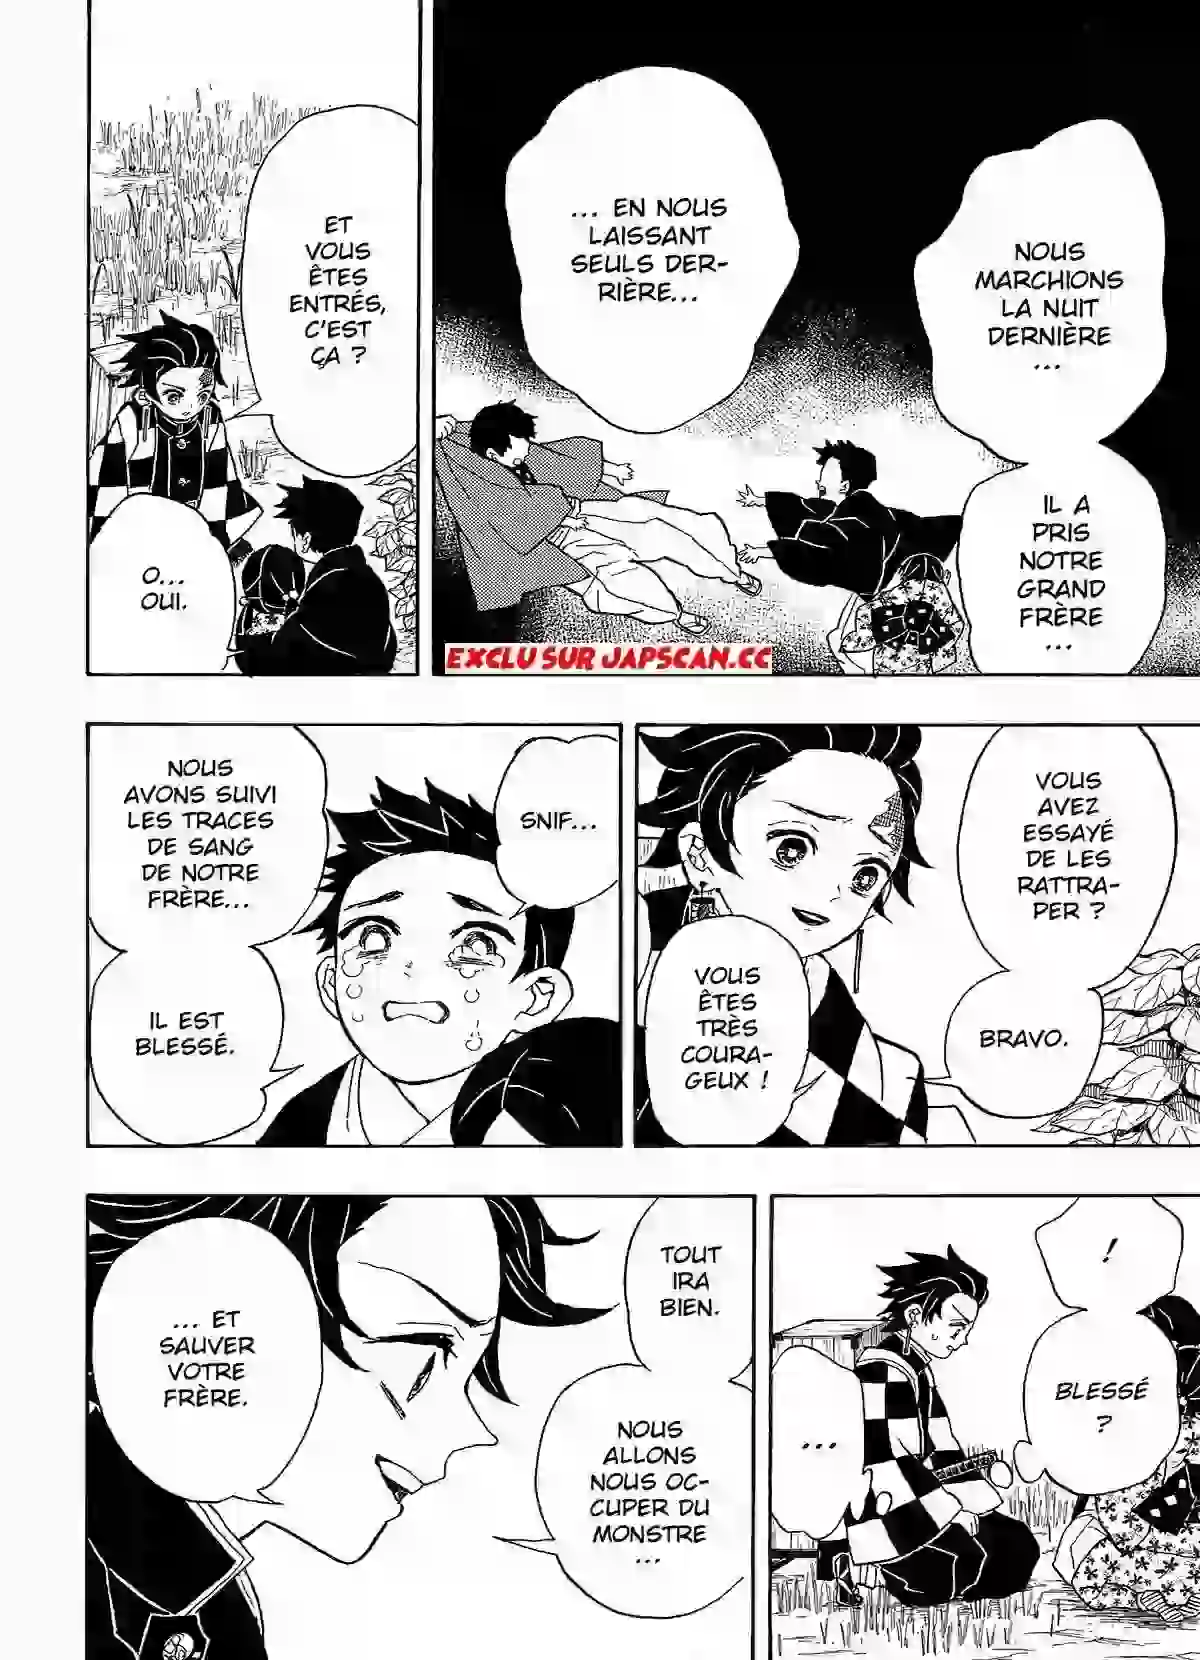 NOUS
MARCHIONS
LA NUIT
DERNIÈRE
...
IL A
PRIS
NOTRE
GRAND
FRÈRE
...
... EN NOUS
LAISSANT
SEULS DER-
RIÈRE...
EXCLU SUR JAPSCAN.CC
ET
VOUS
ÊTES
ENTRÉS,
C'EST
ÇA ?
O...
OUI.
VOUS
AVEZ
ESSAYÉ
DE LES
RATTRA-
PER ?
BRAVO.
VOUS
ÊTES
TRÈS
COURA-
GEUX !
SNIF...
NOUS
AVONS SUIVI
LES TRACES
DE SANG
DE NOTRE
FRÈRE...
IL EST
BLESSÉ.
!
BLESSÉ
?
...
TOUT
IRA
BIEN.
NOUS
ALLONS
NOUS OC-
CUPER DU
MONSTRE
...
... ET
SAUVER
VOTRE
FRÈRE.